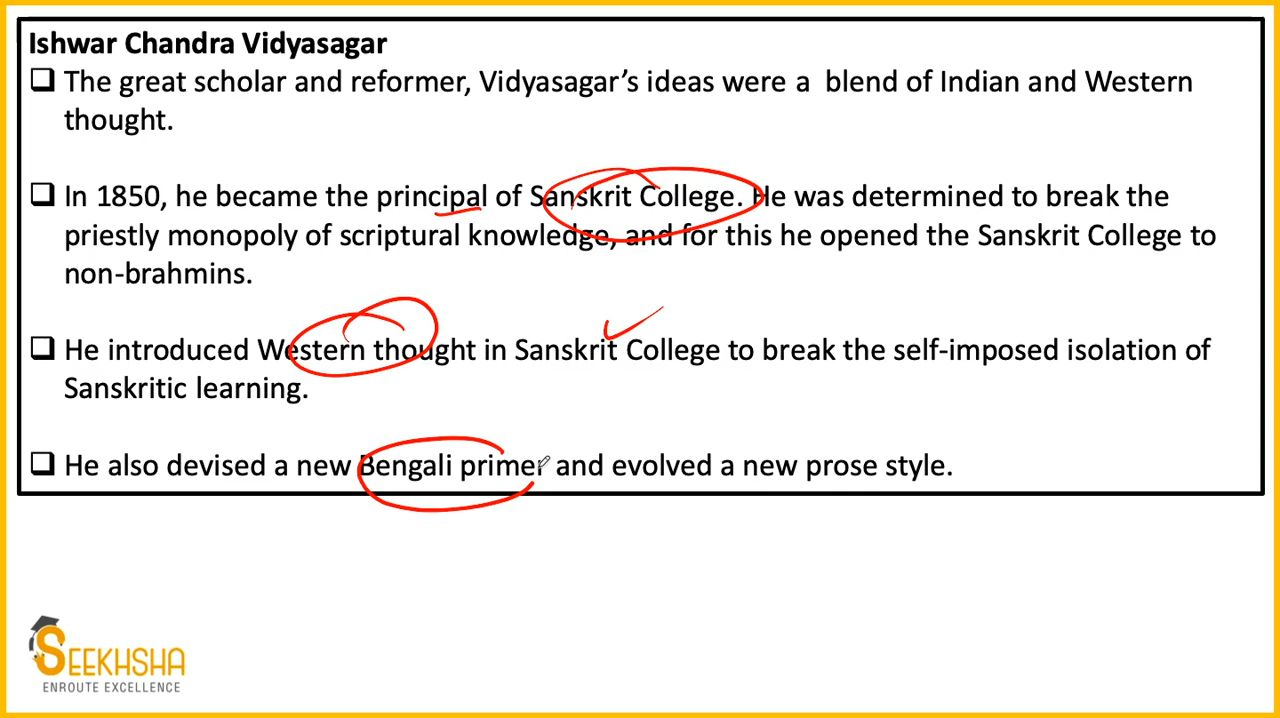 Ishwar Chandra Vidyasagar
The great scholar and reformer, Vidyasagar's ideas were a blend of Indian and Western
thought.
In 1850, he became the principal of Sanskrit College. He was determined to break the
priestly monopoly of scriptural knowledge, and for this he opened the Sanskrit College to
non-brahmins.
He introduced Western thought in Sanskrit College to break the self-imposed isolation of
Sanskritic learning.
He also devised a new Bengali primer and evolved a new prose style.
SEEKHSHA
ENROUTE EXCELLENCE